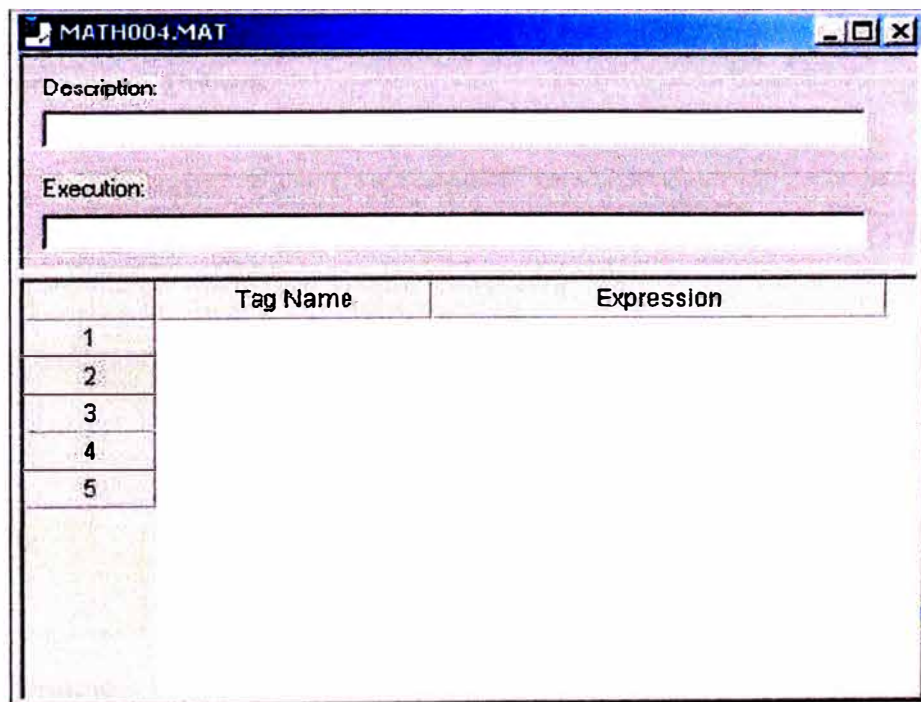 MATH004.MAT
Description:
Execution:
Tag Name Expression
1
2
3
4
5